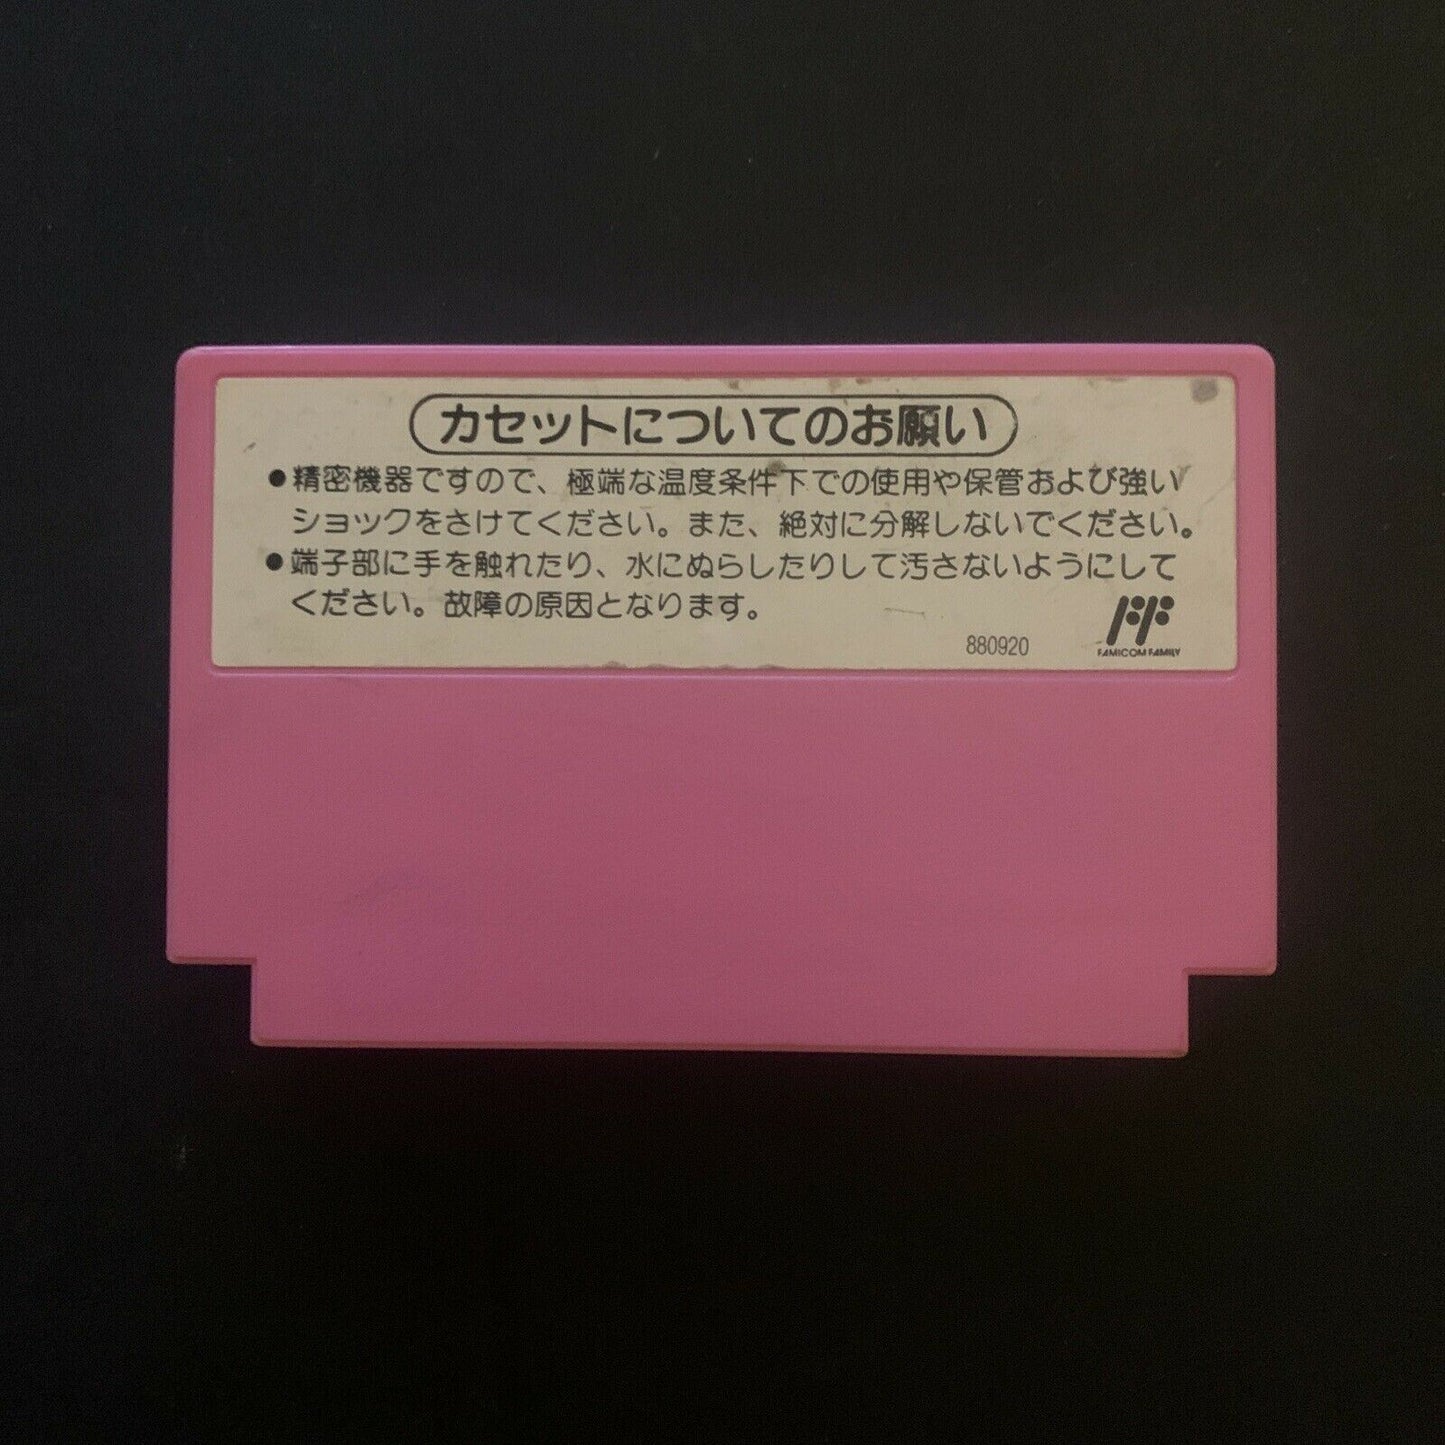 カセットについてのお願い
●精密機器ですので、極端な温度条件下での使用や保管および強い
ショックをさけてください。また、絶対に分解しないでください。
●端子部に手を触れたり、水にぬらしたりして汚さないようにして
ください。故障の原因となります。
880920
FF
FAMICOM FAMILY